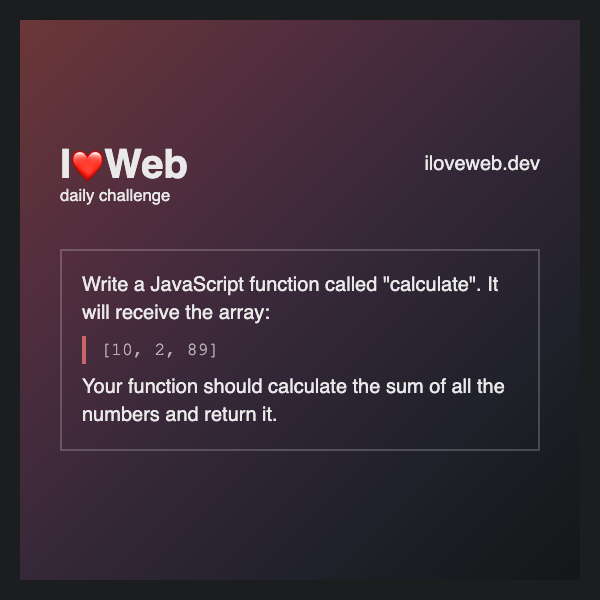 I❤️Web
iloveweb.dev
daily challenge
Write a JavaScript function called "calculate". It
will receive the array:
[10, 2, 89]
Your function should calculate the sum of all the
numbers and return it.